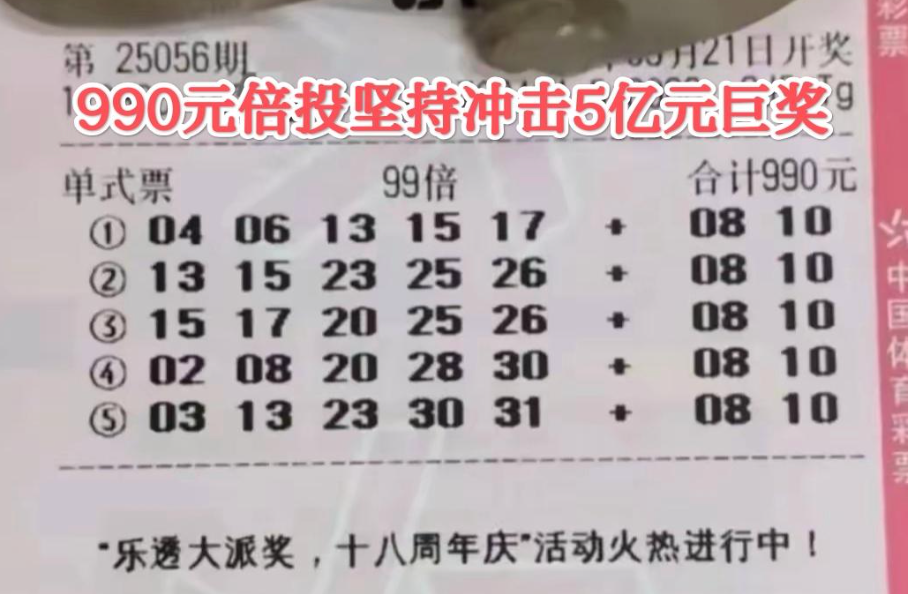 第 25056期
月21日开奖
990元倍投坚持冲击5亿元巨奖
单式票 99倍 合计990元
① 04 06 13 15 17 + 08 10
② 13 15 23 25 26 + 08 10
③ 15 17 20 25 26 + 08 10
④ 02 08 20 28 30 + 08 10
⑤ 03 13 23 30 31 + 08 10
“乐透大派奖，十八周年庆”活动火热进行中！
彩票
中国体育彩票